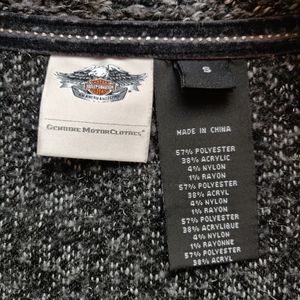 HARLEY-DAVIDSON
GENUINE MOTORCLOTHES®
S
MADE IN CHINA
57% POLYESTER
38% ACRYLIC
4% NYLON
1% RAYON
57% POLYESTER
38% ACRYLIC
4% NYLON
1% RAYON
57% POLYESTER
38% ACRYLIQUE
4% NYLON
1% RAYONNE
57% POLYESTER
38% ACRYL